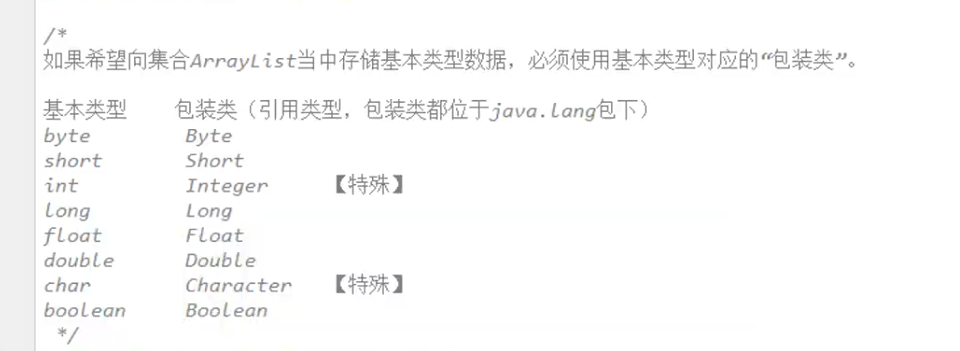 /*
如果希望向集合ArrayList当中存储基本类型数据，必须使用基本类型对应的“包装类”。
基本类型 包装类（引用类型，包装类都位于java.lang包下）
byte Byte
short Short
int Integer 【特殊】
long Long
float Float
double Double
char Character 【特殊】
boolean Boolean
*/